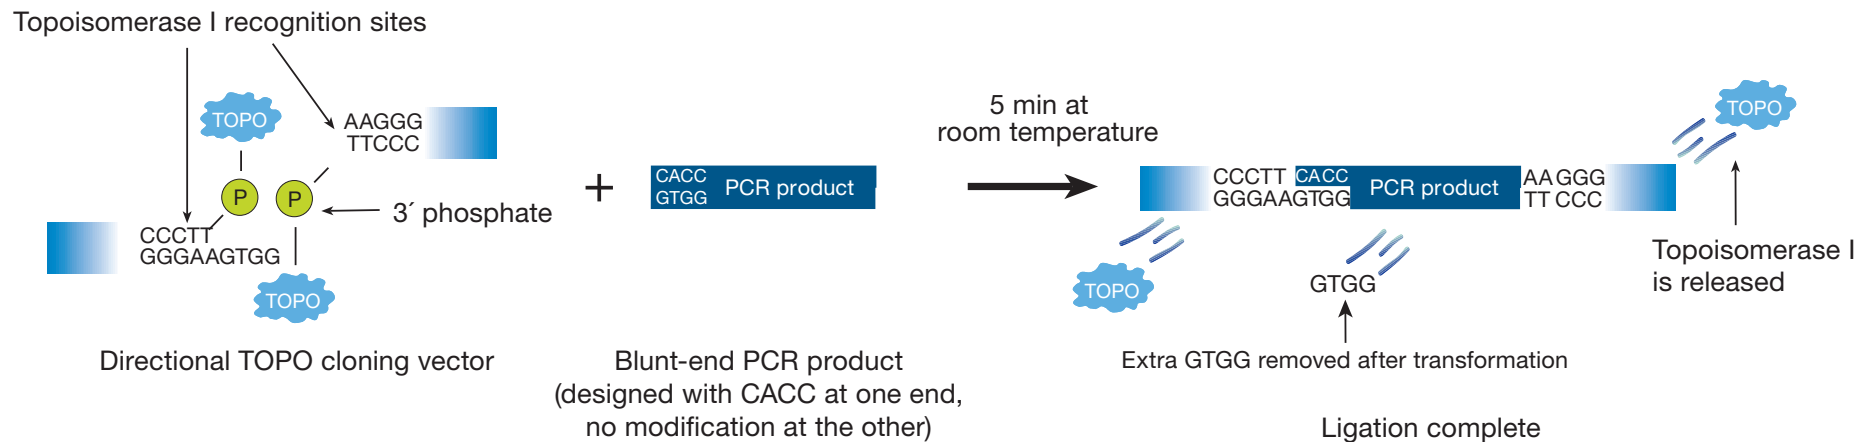 Topoisomerase I recognition sites
TOPO
AAGGG
TTCCC
P
P
3´ phosphate
CCCTT
GGGAAGTGG
TOPO
Directional TOPO cloning vector
+
CACC
GTGG
PCR product
Blunt-end PCR product
(designed with CACC at one end,
no modification at the other)
5 min at
room temperature
TOPO
CCCTT CACC
GGGAAGTGG
PCR product
AA GGG
TT CCC
TOPO
GTGG
Extra GTGG removed after transformation
Topoisomerase I
is released
Ligation complete